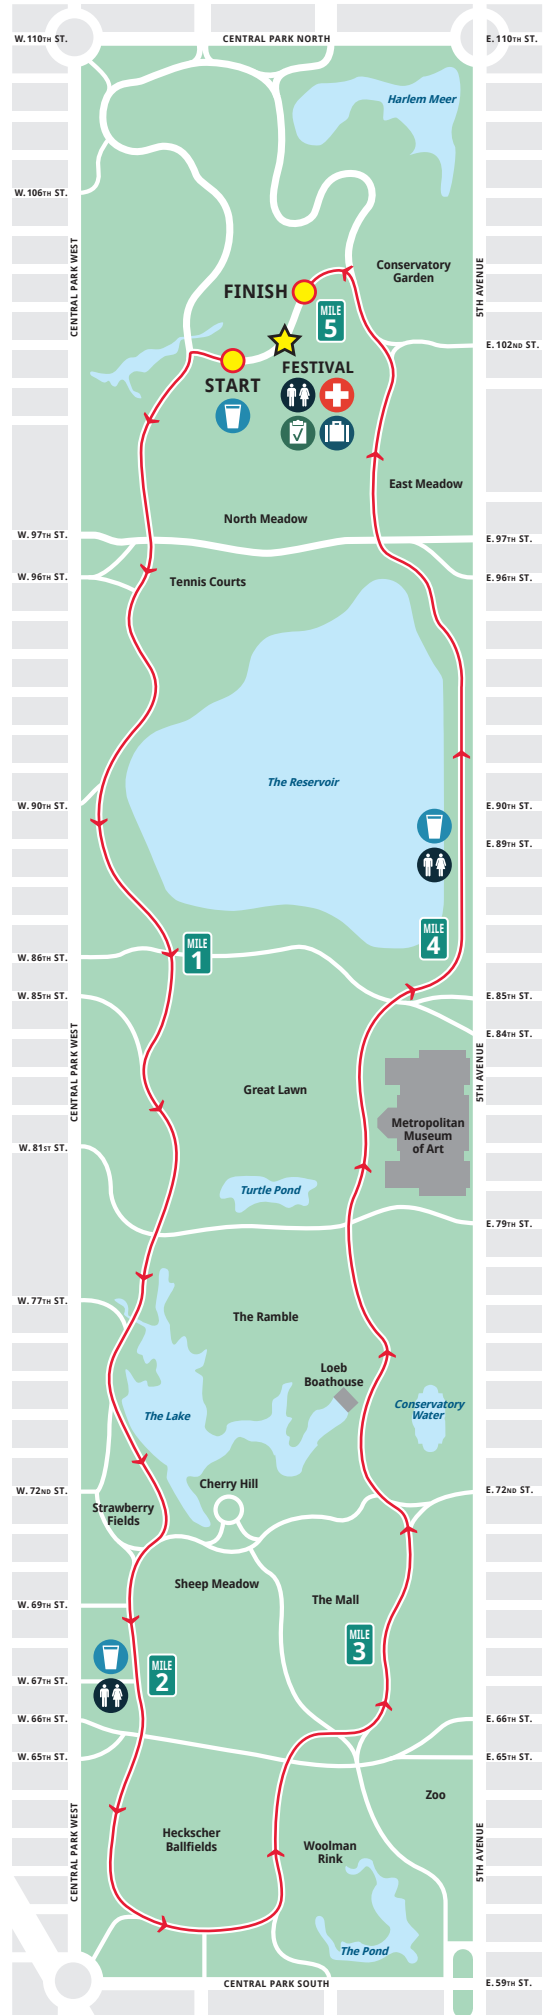 W. 110TH ST.
CENTRAL PARK NORTH
E. 110TH ST.
Harlem Meer
W. 106TH ST.
CENTRAL PARK WEST
5TH AVENUE
Conservatory
Garden
FINISH
MILE
5
E. 102ND ST.
FESTIVAL
START
East Meadow
North Meadow
W. 97TH ST.
E. 97TH ST.
W. 96TH ST.
Tennis Courts
E. 96TH ST.
The Reservoir
W. 90TH ST.
E. 90TH ST.
E. 89TH ST.
MILE
4
MILE
1
W. 86TH ST.
W. 85TH ST.
E. 85TH ST.
E. 84TH ST.
CENTRAL PARK WEST
5TH AVENUE
Great Lawn
Metropolitan
Museum
of Art
W. 81ST ST.
Turtle Pond
E. 79TH ST.
W. 77TH ST.
The Ramble
Loeb
Boathouse
The Lake
Conservatory
Water
Cherry Hill
W. 72ND ST.
E. 72ND ST.
Strawberry
Fields
Sheep Meadow
The Mall
W. 69TH ST.
MILE
3
MILE
2
W. 67TH ST.
W. 66TH ST.
E. 66TH ST.
W. 65TH ST.
E. 65TH ST.
Zoo
CENTRAL PARK WEST
5TH AVENUE
Heckscher
Ballfields
Woolman
Rink
The Pond
CENTRAL PARK SOUTH
E. 59TH ST.